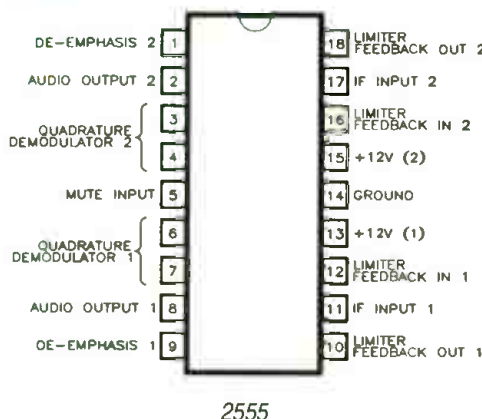 DE-EMPHASIS 2
1
AUDIO OUTPUT 2
2
QUADRATURE
DEMODULATOR 2
3
4
MUTE INPUT
5
QUADRATURE
DEMODULATOR 1
6
7
AUDIO OUTPUT 1
8
DE-EMPHASIS 1
9
18
LIMITER
FEEDBACK OUT 2
17
IF INPUT 2
16
LIMITER
FEEDBACK IN 2
15
+12V (2)
14
GROUND
13
+12V (1)
12
LIMITER
FEEDBACK IN 1
11
IF INPUT 1
10
LIMITER
FEEDBACK OUT 1
2555